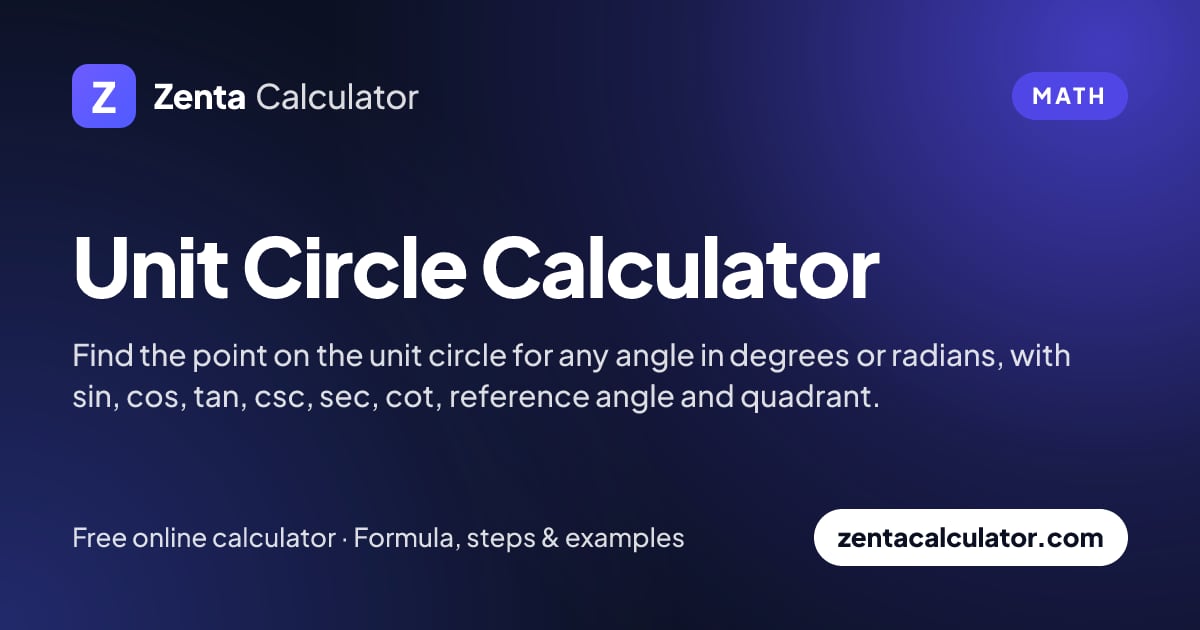 Z
Zenta Calculator
MATH
Unit Circle Calculator
Find the point on the unit circle for any angle in degrees or radians, with
sin, cos, tan, csc, sec, cot, reference angle and quadrant.
Free online calculator · Formula, steps & examples
zentacalculator.com